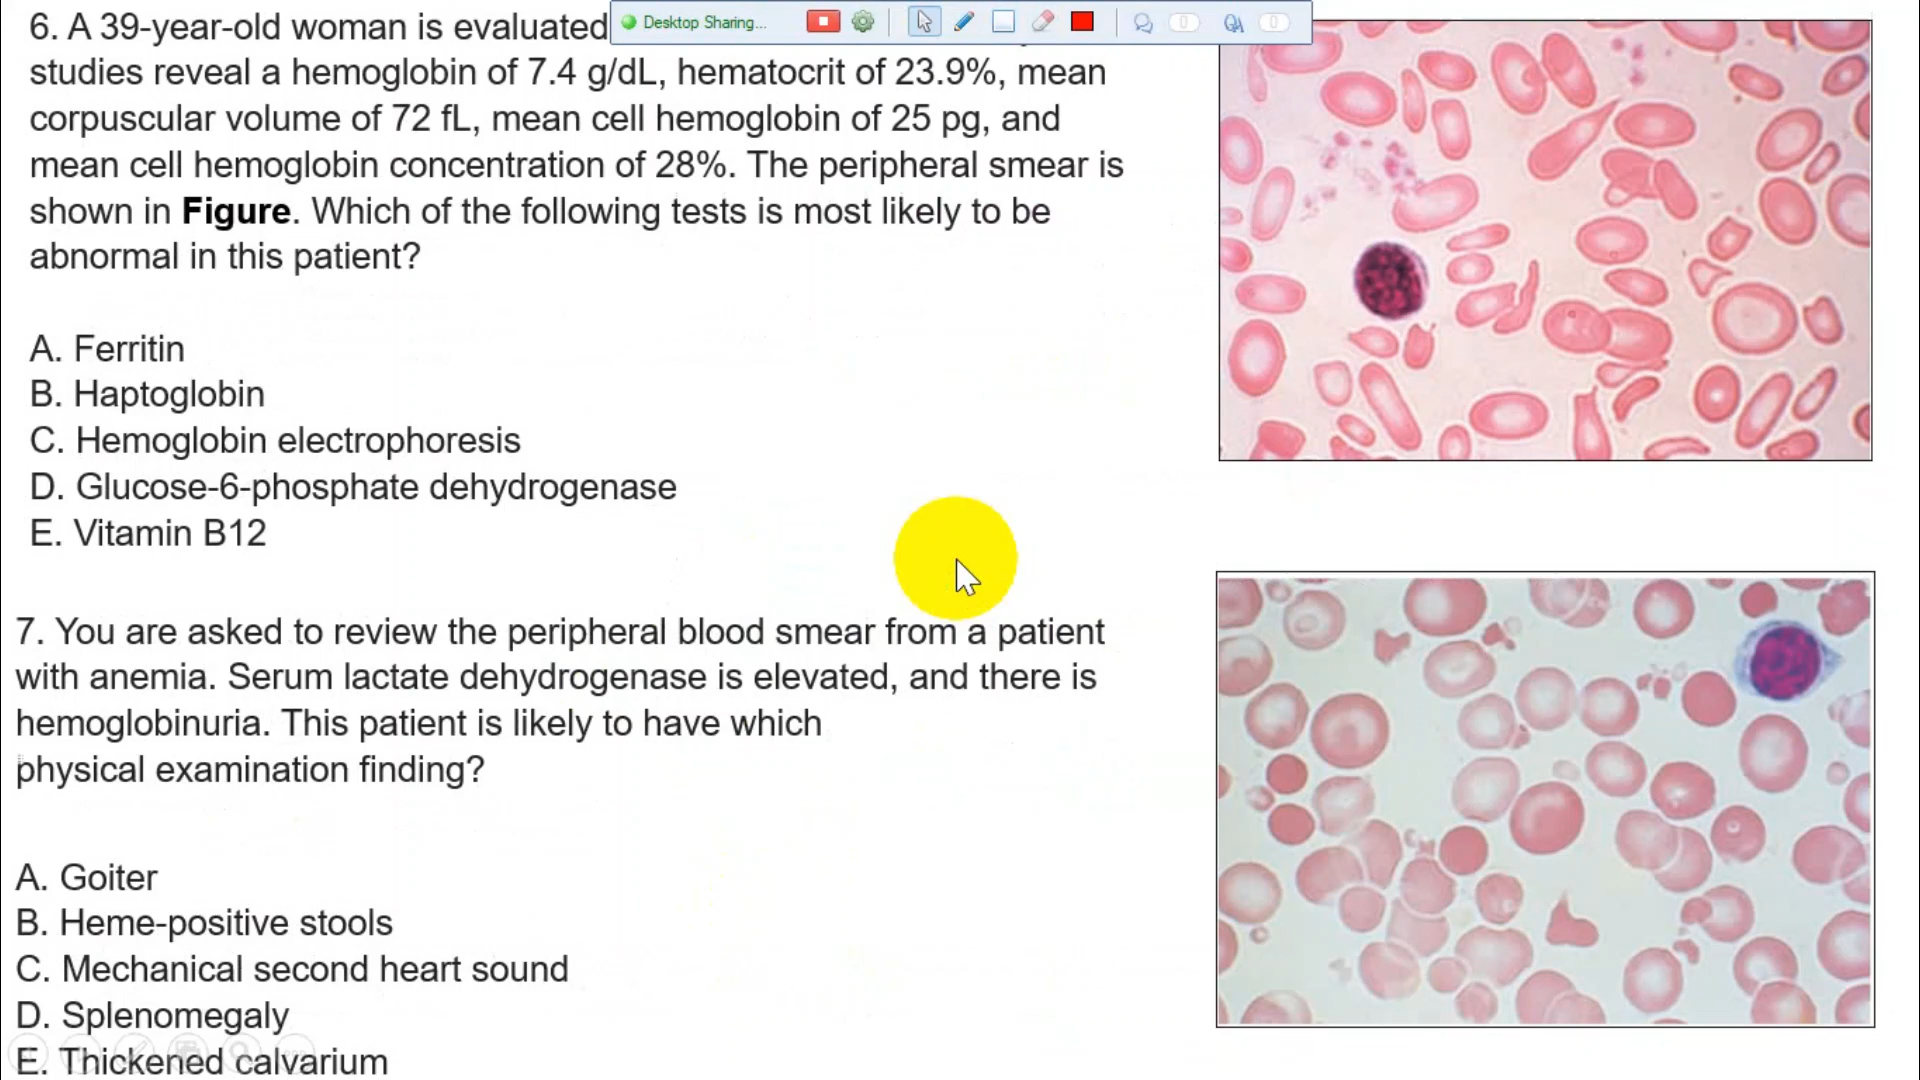 Desktop Sharing...
0
0
6. A 39-year-old woman is evaluated
studies reveal a hemoglobin of 7.4 g/dL, hematocrit of 23.9%, mean
corpuscular volume of 72 fL, mean cell hemoglobin of 25 pg, and
mean cell hemoglobin concentration of 28%. The peripheral smear is
shown in Figure. Which of the following tests is most likely to be
abnormal in this patient?
A. Ferritin
B. Haptoglobin
C. Hemoglobin electrophoresis
D. Glucose-6-phosphate dehydrogenase
E. Vitamin B12
7. You are asked to review the peripheral blood smear from a patient
with anemia. Serum lactate dehydrogenase is elevated, and there is
hemoglobinuria. This patient is likely to have which
physical examination finding?
A. Goiter
B. Heme-positive stools
C. Mechanical second heart sound
D. Splenomegaly
E. Thickened calvarium